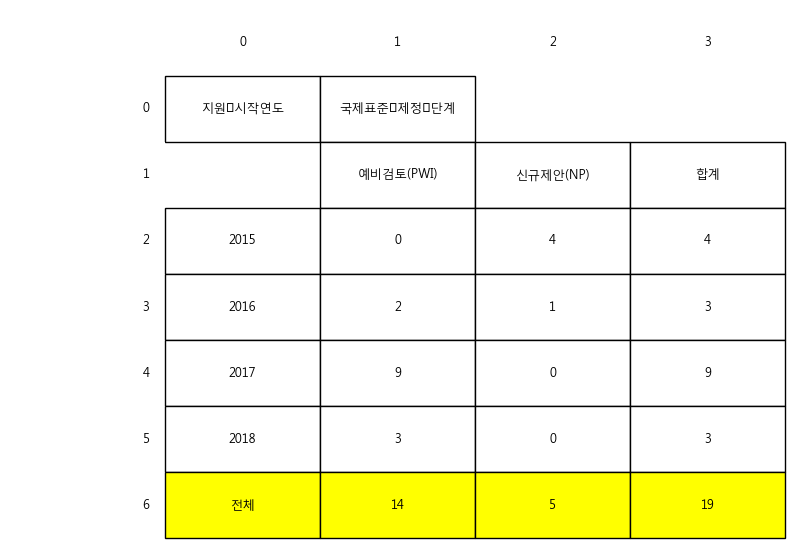 0 1 2 3
0 지원 시작연도 국제표준 제정 단계
1 예비검토(PWI) 신규제안(NP) 합계
2 2015 0 4 4
3 2016 2 1 3
4 2017 9 0 9
5 2018 3 0 3
6 전체 14 5 19